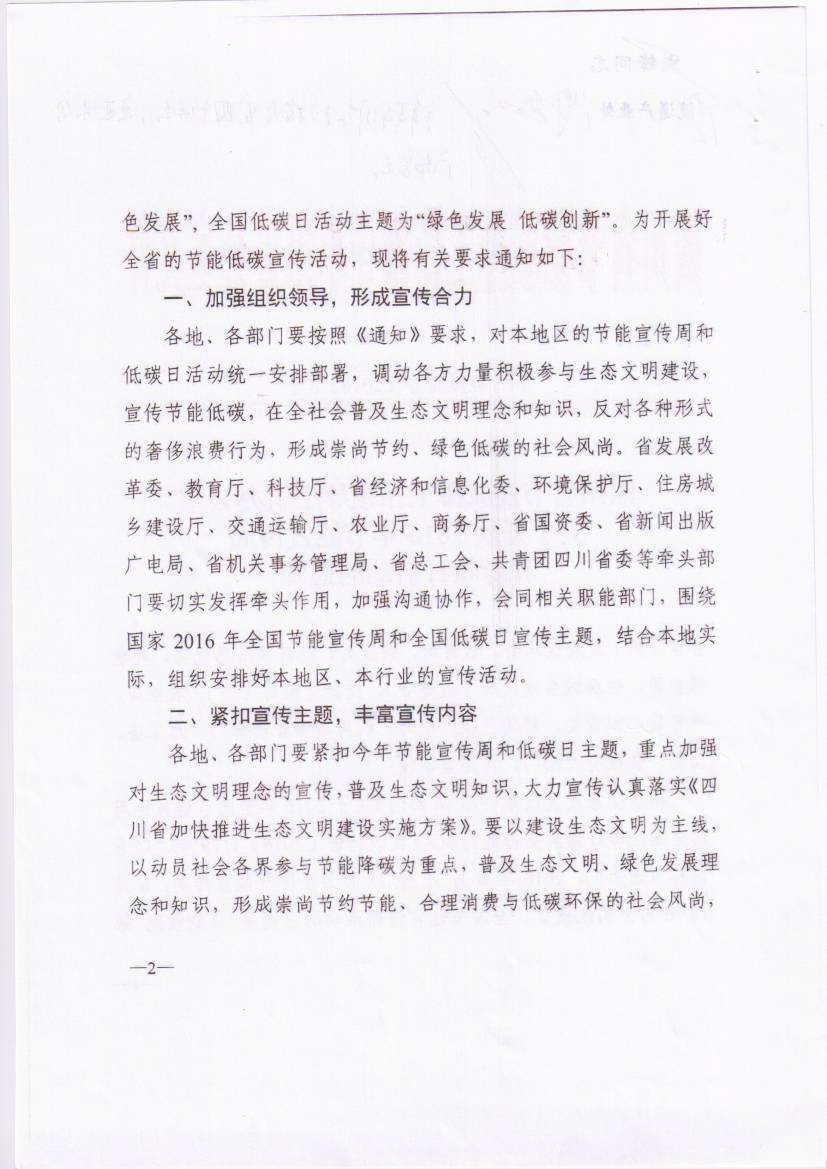 色发展”，全国低碳日活动主题为“绿色发展 低碳创新”。为开展好
全省的节能低碳宣传活动，现将有关要求通知如下：
一、加强组织领导，形成宣传合力
各地、各部门要按照《通知》要求，对本地区的节能宣传周和
低碳日活动统一安排部署，调动各方力量积极参与生态文明建设，
宣传节能低碳，在全社会普及生态文明理念和知识，反对各种形式
的奢侈浪费行为，形成崇尚节约、绿色低碳的社会风尚。省发展改
革委、教育厅、科技厅、省经济和信息化委、环境保护厅、住房城
乡建设厅、交通运输厅、农业厅、商务厅、省国资委、省新闻出版
广电局、省机关事务管理局、省总工会、共青团四川省委等牵头部
门要切实发挥牵头作用，加强沟通协作，会同相关职能部门，围绕
国家 2016 年全国节能宣传周和全国低碳日宣传主题，结合本地实
际，组织安排好本地区、本行业的宣传活动。
二、紧扣宣传主题，丰富宣传内容
各地、各部门要紧扣今年节能宣传周和低碳日主题，重点加强
对生态文明理念的宣传，普及生态文明知识，大力宣传认真落实《四
川省加快推进生态文明建设实施方案》。要以建设生态文明为主线，
以动员社会各界参与节能降碳为重点，普及生态文明、绿色发展理
念和知识，形成崇尚节约节能、合理消费与低碳环保的社会风尚，
—2—